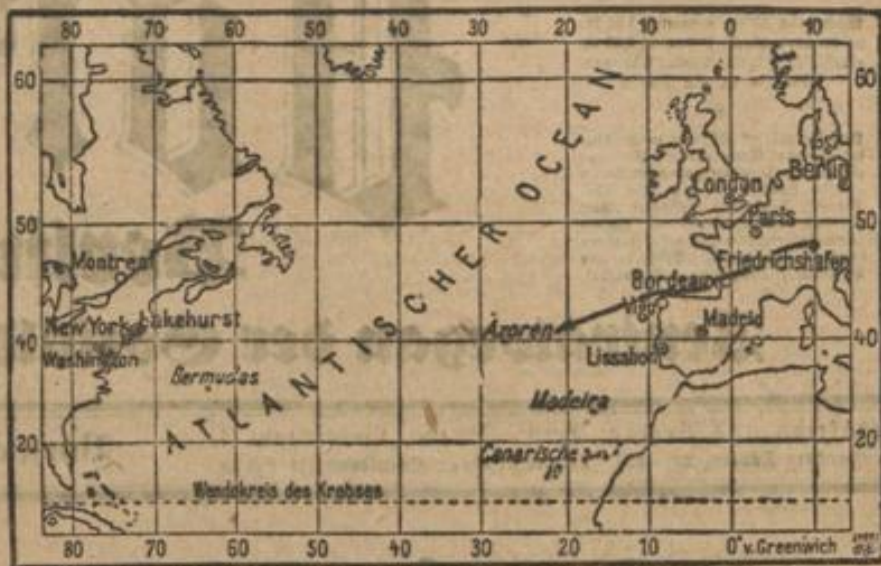 80 70 60 50 40 30 20 10 0° 10
60 60
ATLANTISCHER OCEAN
Berlin
London
50 Paris 50
Montreal Friedrichshafen
Bordeaux
Vigo
New York Lakehurst Azoren Madrid
40 40
Washington Lissabon
Bermudas
Madeira
20 20
Canarische
Wendekreis des Krebses
80 70 60 50 40 30 20 10 0° v. Greenwich